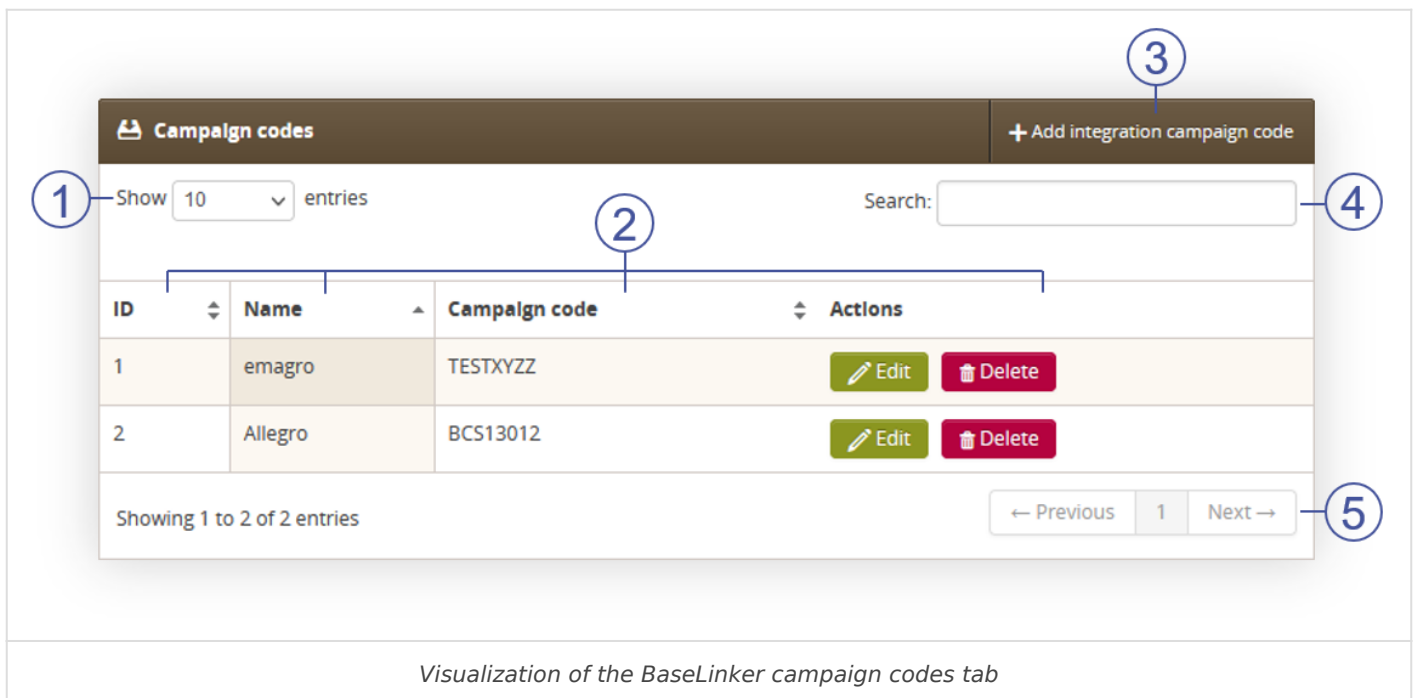 3
Campaign codes
+ Add integration campaign code
1
Show 10 entries
Search:
4
2
ID Name Campaign code Actions
1 emagro TESTXYZZ Edit Delete
2 Allegro BCS13012 Edit Delete
Showing 1 to 2 of 2 entries
← Previous 1 Next →
5
Visualization of the BaseLinker campaign codes tab